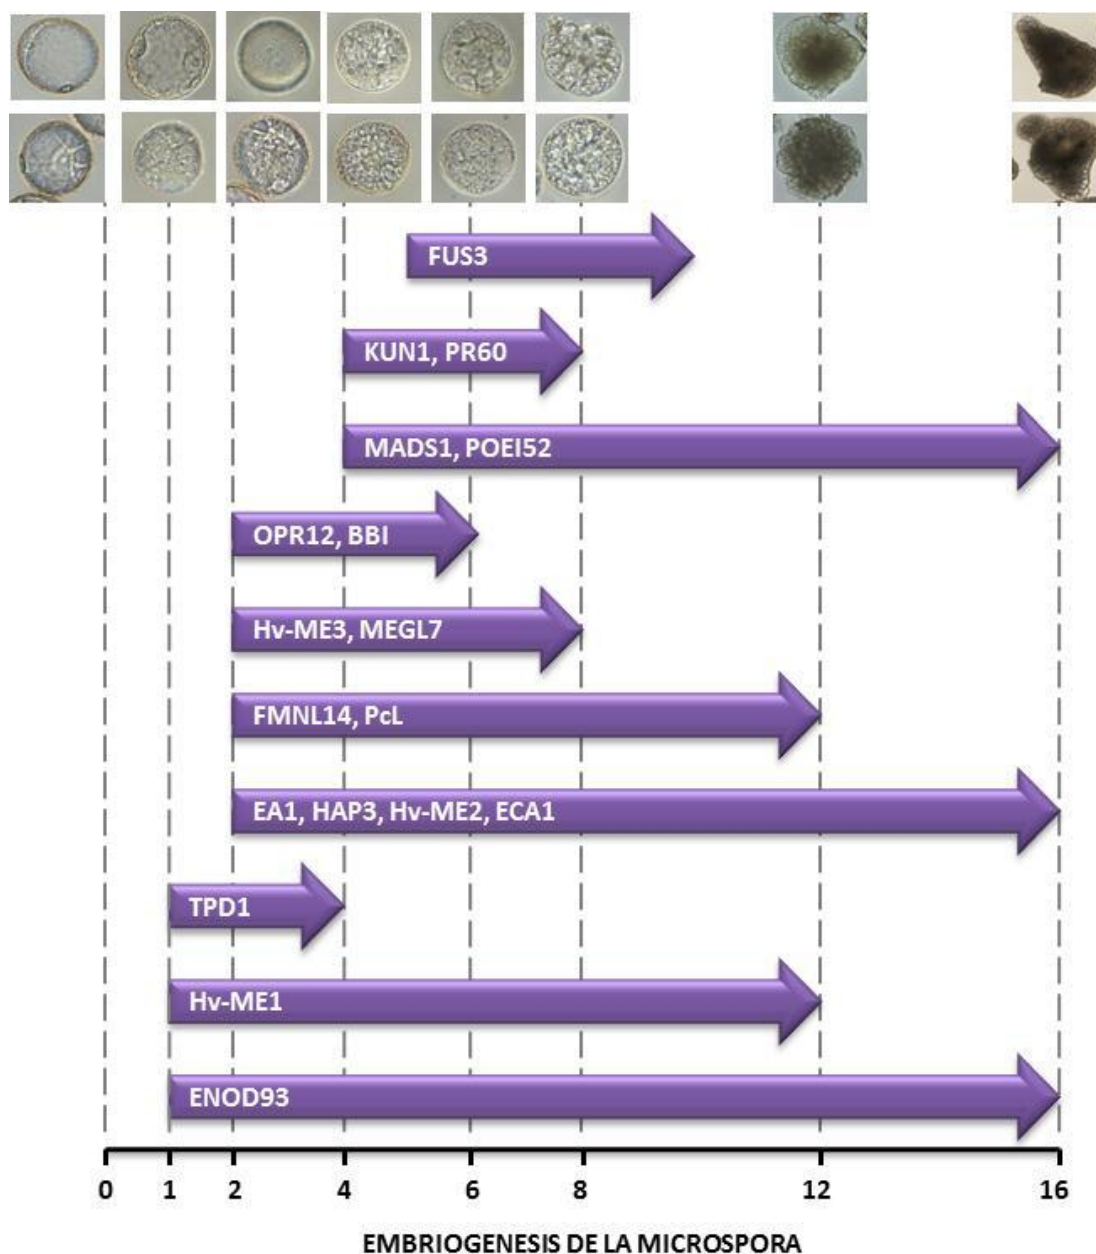 FUS3
KUN1, PR60
MADS1, POEI52
OPR12, BBI
Hv-ME3, MEGL7
FMNL14, PcL
EA1, HAP3, Hv-ME2, ECA1
TPD1
Hv-ME1
ENOD93
0 1 2 4 6 8 12 16
EMBRIOGENESIS DE LA MICROSPORA